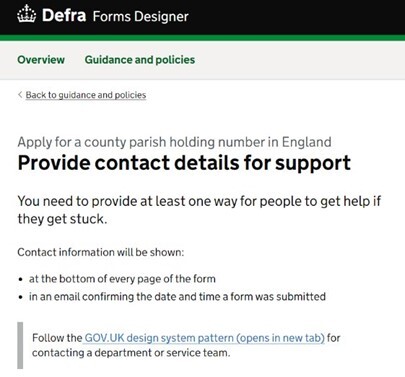 Defra Forms Designer
Overview Guidance and policies
< Back to guidance and policies
Apply for a county parish holding number in England
Provide contact details for support
You need to provide at least one way for people to get help if
they get stuck.
Contact information will be shown:
• at the bottom of every page of the form
• in an email confirming the date and time a form was submitted
Follow the GOV.UK design system pattern (opens in new tab) for
contacting a department or service team.